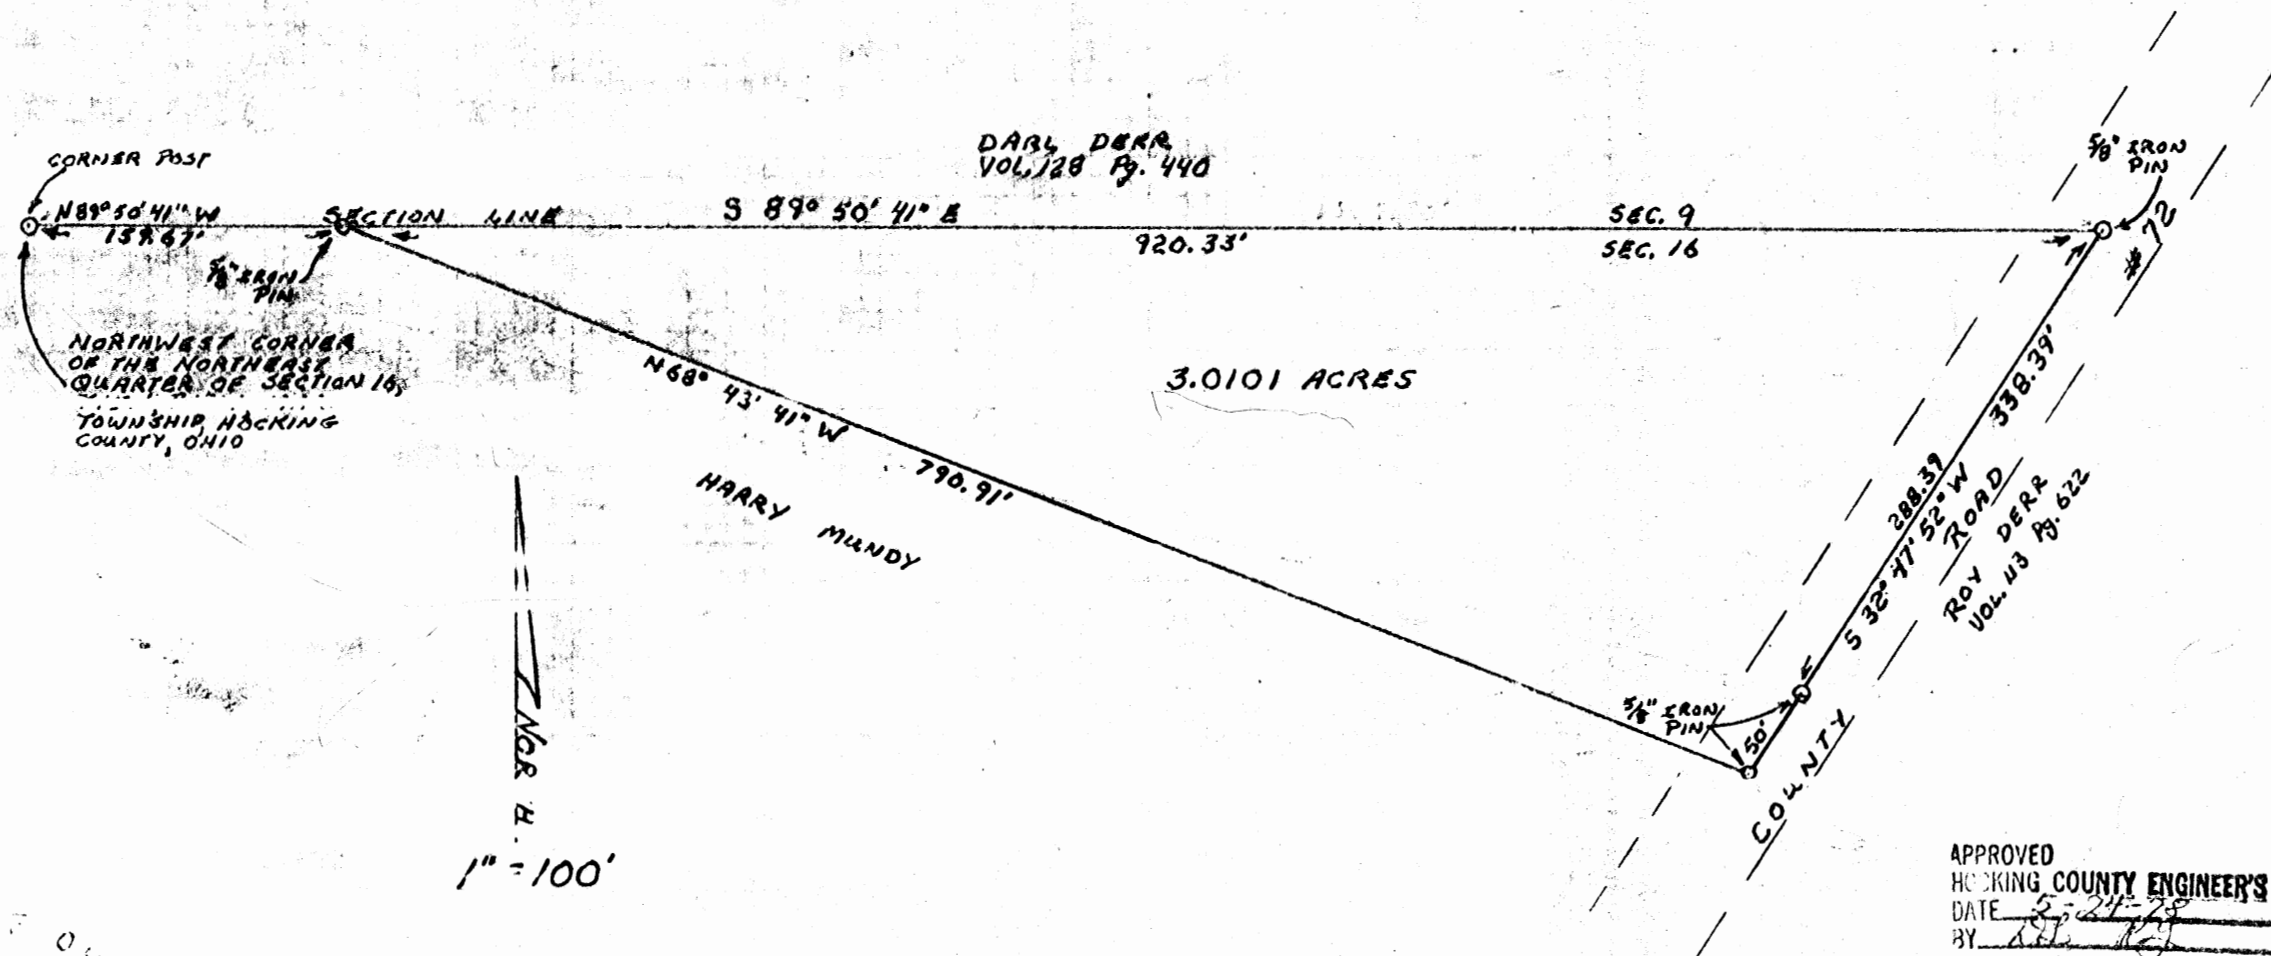 CORNER POST
N 89° 50' 41" W
159.67'
5/8" IRON
PIN
NORTHWEST CORNER
OF THE NORTHEAST
QUARTER OF SECTION 16,
TOWNSHIP, HOCKING
COUNTY, OHIO
SECTION LINE
DARL DERR
VOL. 128 Pg. 440
S 89° 50' 41" E
920.33'
SEC. 9
SEC. 16
5/8" IRON
PIN
# 72
N 68° 43' 41" W
790.91'
3.0101 ACRES
HARRY MUNDY
338.39'
288.39
S 32° 47' 52" W
COUNTY ROAD
ROY DERR
VOL. 113 Pg. 622
5/8" IRON
PIN
50'
NORTH
1" = 100'
APPROVED
HOCKING COUNTY ENGINEER'S
DATE
BY